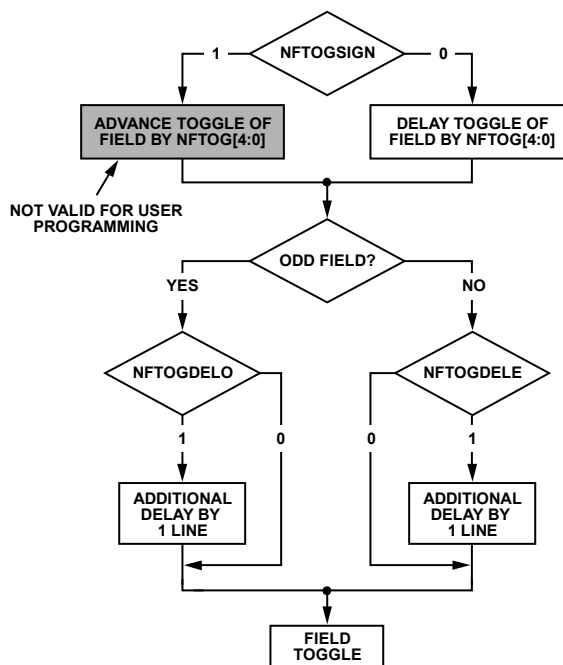 NFTOGSIGN
1
0
ADVANCE TOGGLE OF
FIELD BY NFTOG[4:0]
DELAY TOGGLE OF
FIELD BY NFTOG[4:0]
NOT VALID FOR USER
PROGRAMMING
ODD FIELD?
YES
NO
NFTOGDELO
NFTOGDELE
1
0
0
1
ADDITIONAL
DELAY BY
1 LINE
ADDITIONAL
DELAY BY
1 LINE
FIELD
TOGGLE